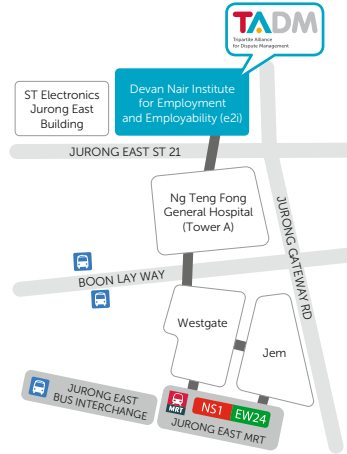 TADM
Tripartite Alliance
for Dispute Management
ST Electronics
Jurong East
Building
Devan Nair Institute
for Employment
and Employability (e2i)
JURONG EAST ST 21
Ng Teng Fong
General Hospital
(Tower A)
JURONG GATEWAY RD
BOON LAY WAY
Westgate
Jem
JURONG EAST
BUS INTERCHANGE
MRT
NS1
EW24
JURONG EAST MRT